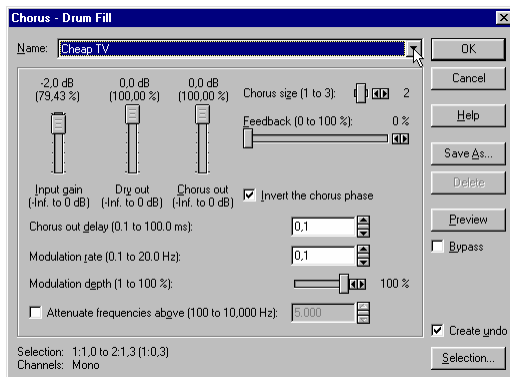 Chorus - Drum Fill
Name: Cheap TV
OK
Cancel
Help
Save As...
Delete
Preview
Bypass
Create undo
Selection...
-2,0 dB 0,0 dB 0,0 dB
(79,43 %) (100,00 %) (100,00 %)
Input gain Dry out Chorus out
(-Inf. to 0 dB) (-Inf. to 0 dB) (-Inf. to 0 dB)
Chorus size (1 to 3): 2
Feedback (0 to 100 %): 0 %
Invert the chorus phase
Chorus out delay (0.1 to 100.0 ms): 0,1
Modulation rate (0.1 to 20.0 Hz): 0,1
Modulation depth (1 to 100 %): 100 %
Attenuate frequencies above (100 to 10,000 Hz): 5.000
Selection: 1:1,0 to 2:1,3 (1:0,3)
Channels: Mono